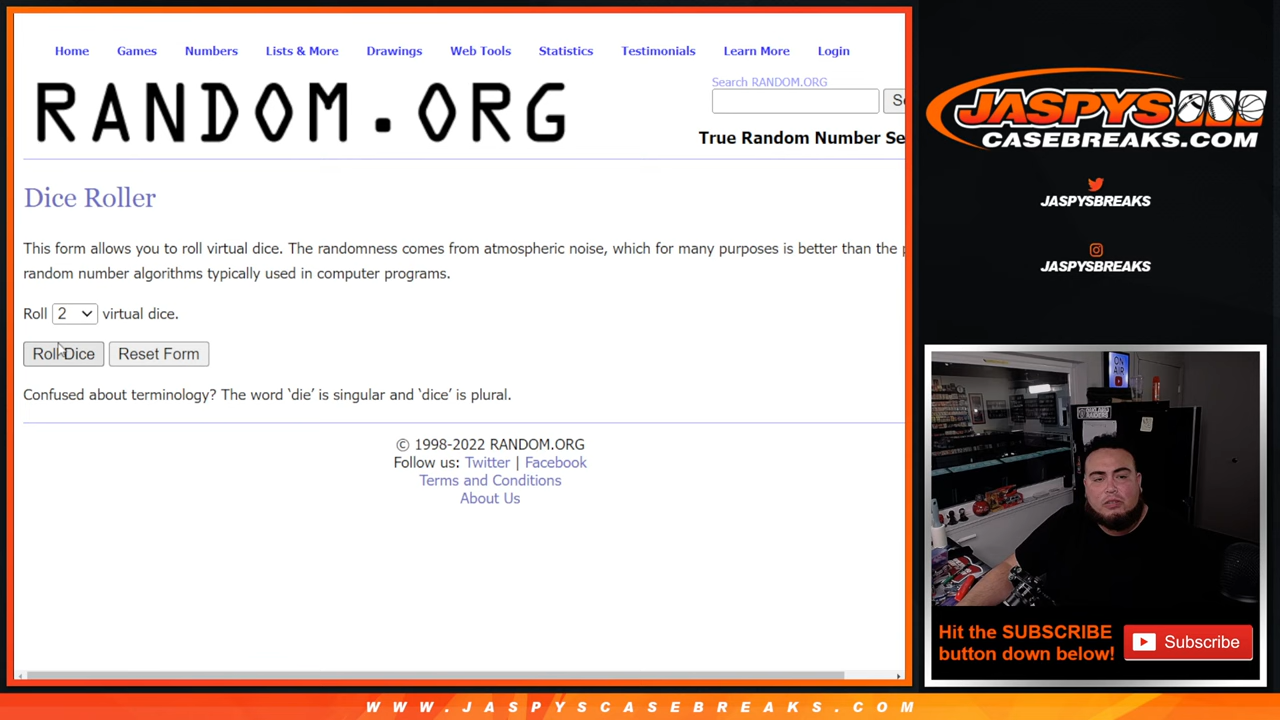 Home Games Numbers Lists & More Drawings Web Tools Statistics Testimonials Learn More Login
RANDOM.ORG
Search RANDOM.ORG
True Random Number Se
Dice Roller
This form allows you to roll virtual dice. The randomness comes from atmospheric noise, which for many purposes is better than the
random number algorithms typically used in computer programs.
Roll 2 virtual dice.
Roll Dice Reset Form
Confused about terminology? The word ‘die’ is singular and ‘dice’ is plural.
© 1998-2022 RANDOM.ORG
Follow us: Twitter | Facebook
Terms and Conditions
About Us
JASPYS
CASEBREAKS.COM
JASPYSBREAKS
JASPYSBREAKS
ON AIR
Hit the SUBSCRIBE
button down below!
Subscribe
WWW.JASPYSCASEBREAKS.COM